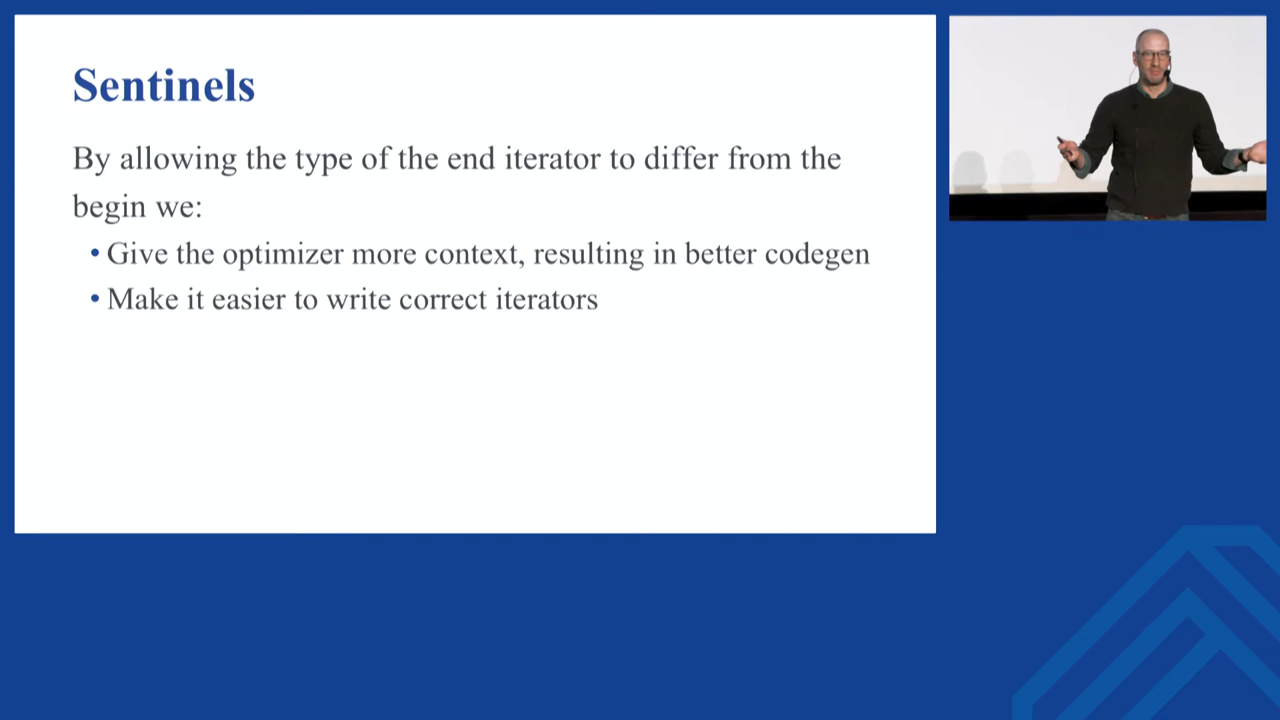 Sentinels
By allowing the type of the end iterator to differ from the
begin we:
• Give the optimizer more context, resulting in better codegen
• Make it easier to write correct iterators